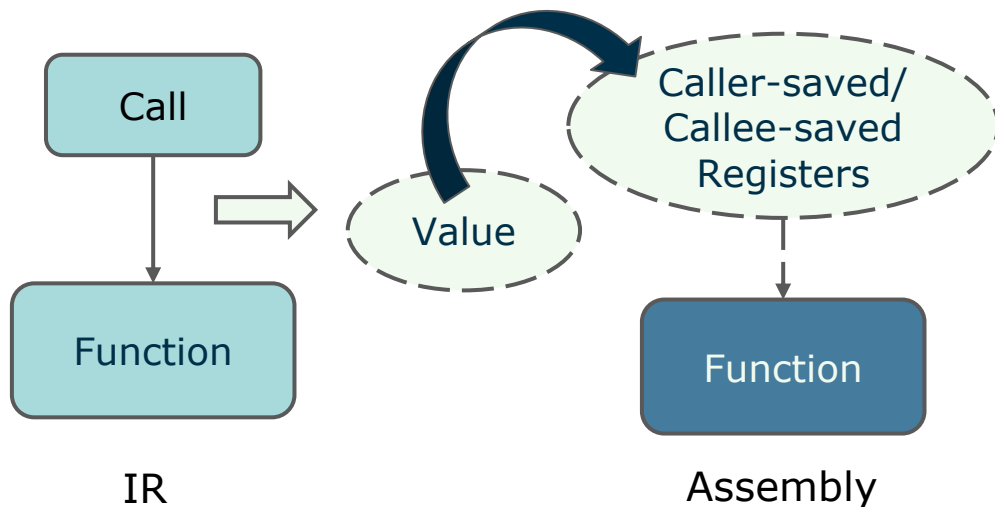 Call
Function
IR
Value
Caller-saved/
Callee-saved
Registers
Function
Assembly